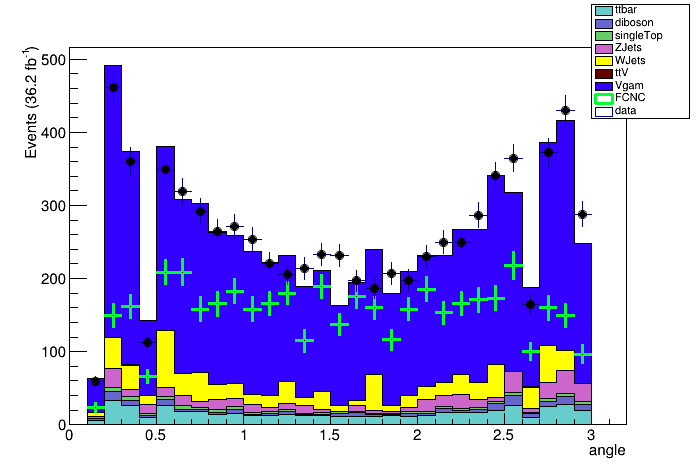 ttbar
diboson
singleTop
ZJets
WJets
ttV
Vgam
FCNC
data
Events (36.2 fb⁻¹)
500
400
300
200
100
0
0 0.5 1 1.5 2 2.5 3
angle